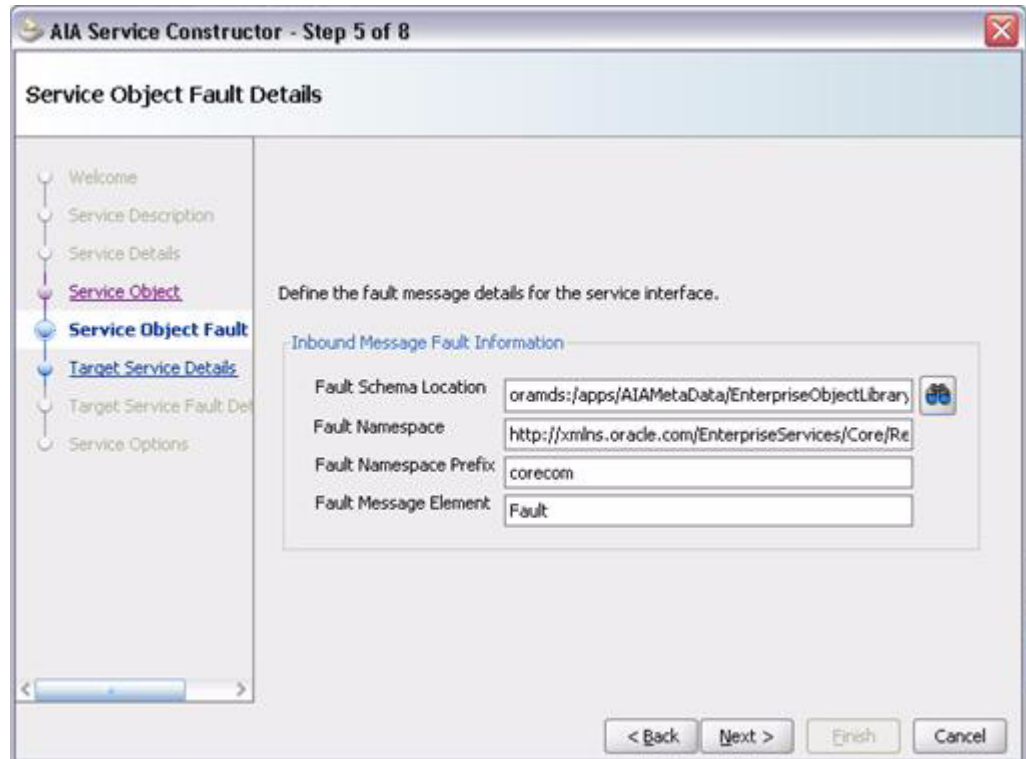 AIA Service Constructor - Step 5 of 8
Service Object Fault Details
Welcome
Service Description
Service Details
Service Object
Service Object Fault
Target Service Details
Target Service Fault Det
Service Options
Define the fault message details for the service interface.
Inbound Message Fault Information
Fault Schema Location oramds:/apps/AIAMetaData/EnterpriseObjectLibrary
Fault Namespace http://xmlns.oracle.com/EnterpriseServices/Core/Re
Fault Namespace Prefix corecom
Fault Message Element Fault
< Back Next > Finish Cancel